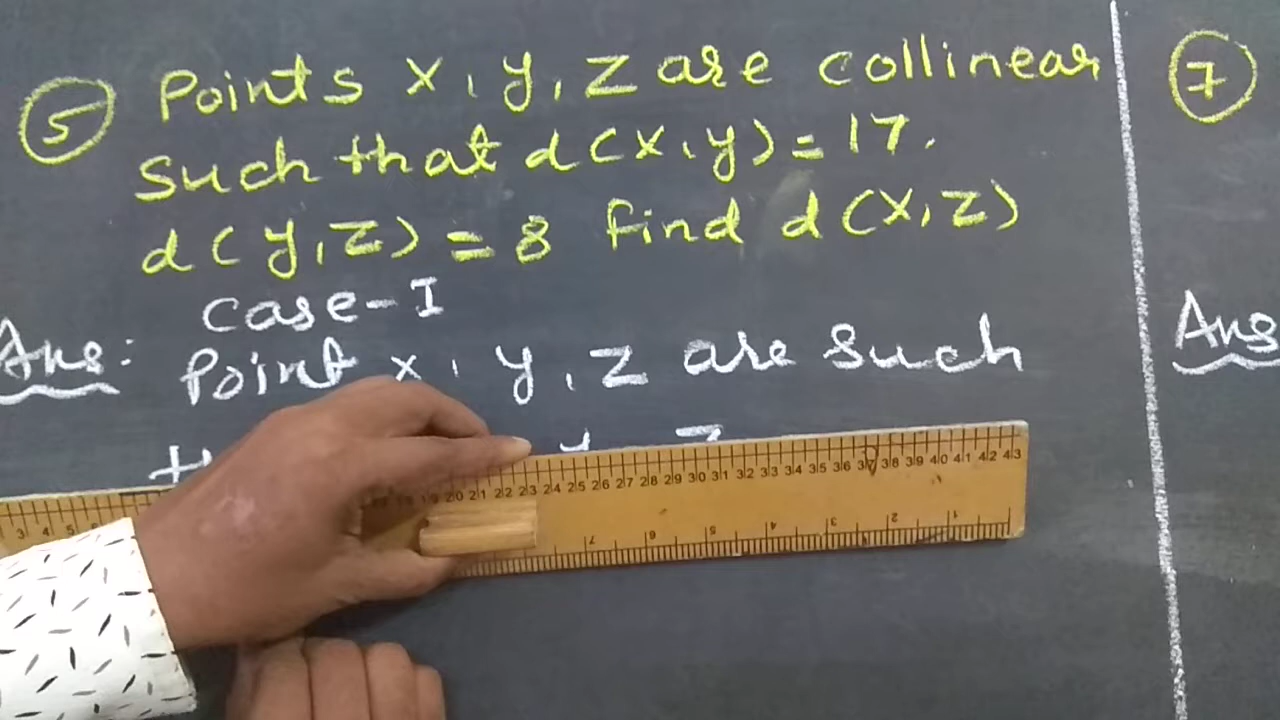 5 Points x, y, z are collinear
such that d(x,y)=17.
d(y,z) = 8 find d(x,z)
case-I
Ans: Point x, y, z are such
7
Ans